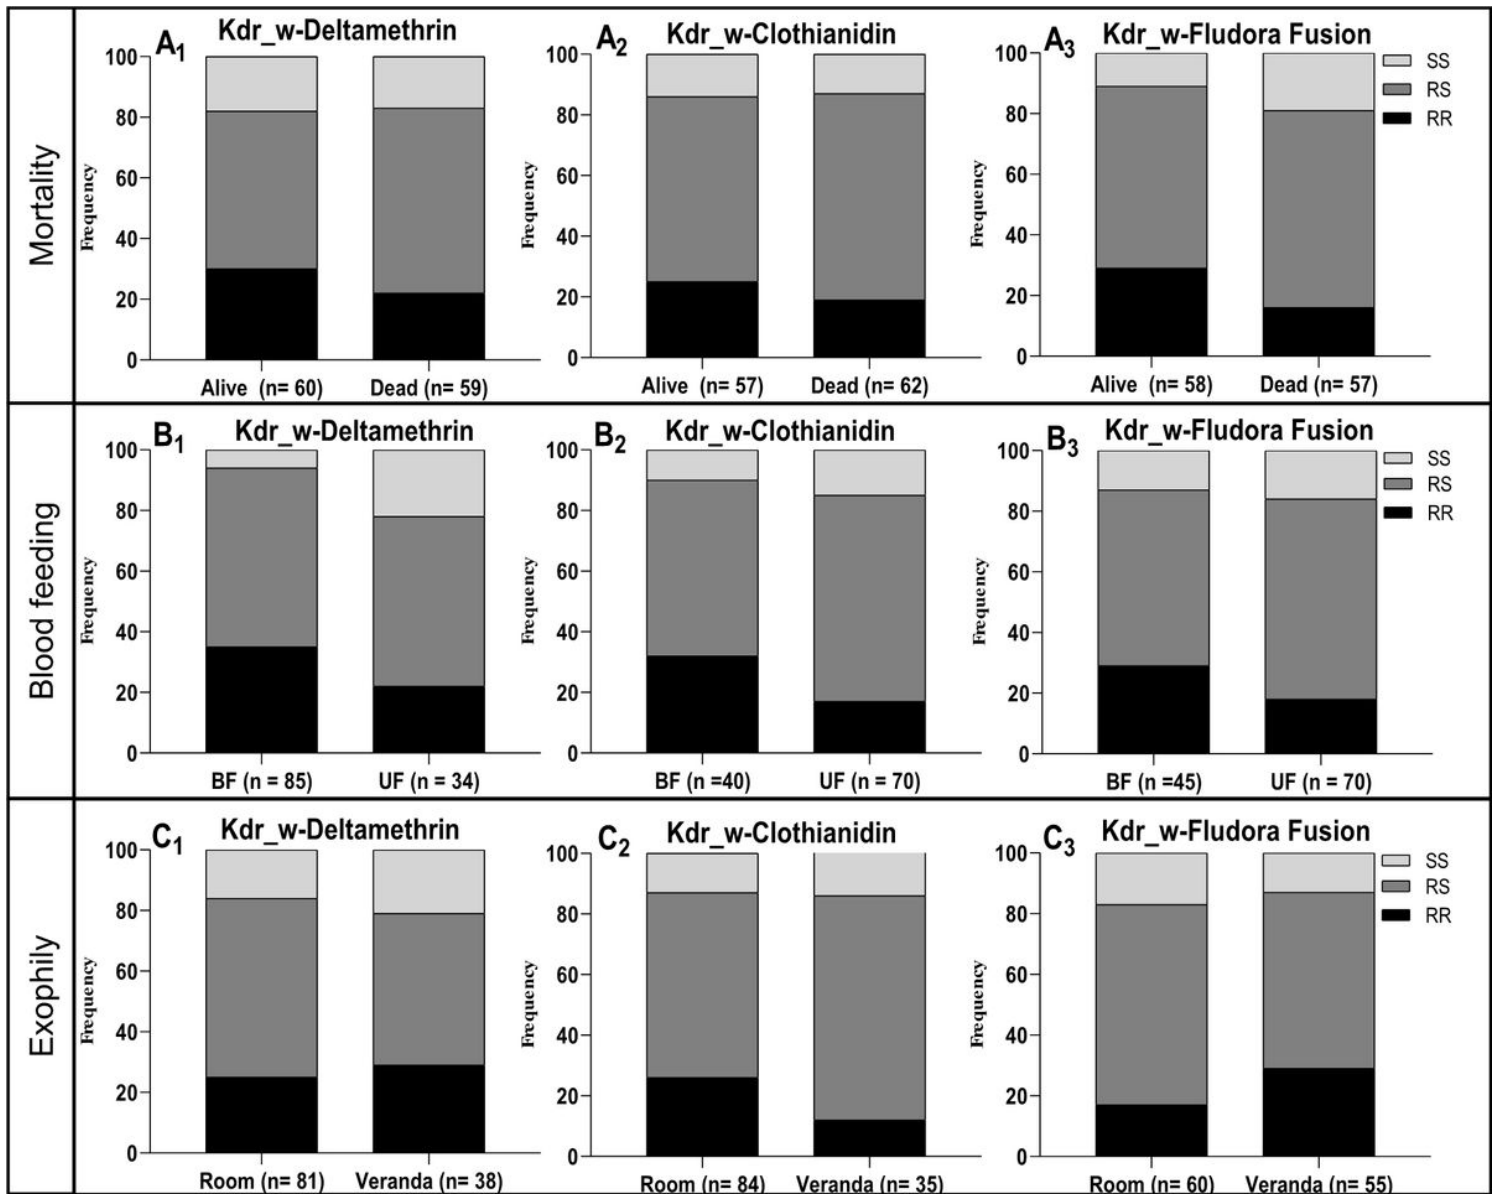 Mortality
A1 Kdr_w-Deltamethrin
Frequency
100
80
60
40
20
0
Alive (n= 60) Dead (n= 59)
A2 Kdr_w-Clothianidin
Frequency
100
80
60
40
20
0
Alive (n= 57) Dead (n= 62)
A3 Kdr_w-Fludora Fusion
Frequency
100
80
60
40
20
0
Alive (n= 58) Dead (n= 57)
SS
RS
RR
Blood feeding
B1 Kdr_w-Deltamethrin
Frequency
100
80
60
40
20
0
BF (n = 85) UF (n = 34)
B2 Kdr_w-Clothianidin
Frequency
100
80
60
40
20
0
BF (n =40) UF (n = 70)
B3 Kdr_w-Fludora Fusion
Frequency
100
80
60
40
20
0
BF (n =45) UF (n = 70)
SS
RS
RR
Exophily
C1 Kdr_w-Deltamethrin
Frequency
100
80
60
40
20
0
Room (n= 81) Veranda (n= 38)
C2 Kdr_w-Clothianidin
Frequency
100
80
60
40
20
0
Room (n= 84) Veranda (n= 35)
C3 Kdr_w-Fludora Fusion
Frequency
100
80
60
40
20
0
Room (n= 60) Veranda (n= 55)
SS
RS
RR